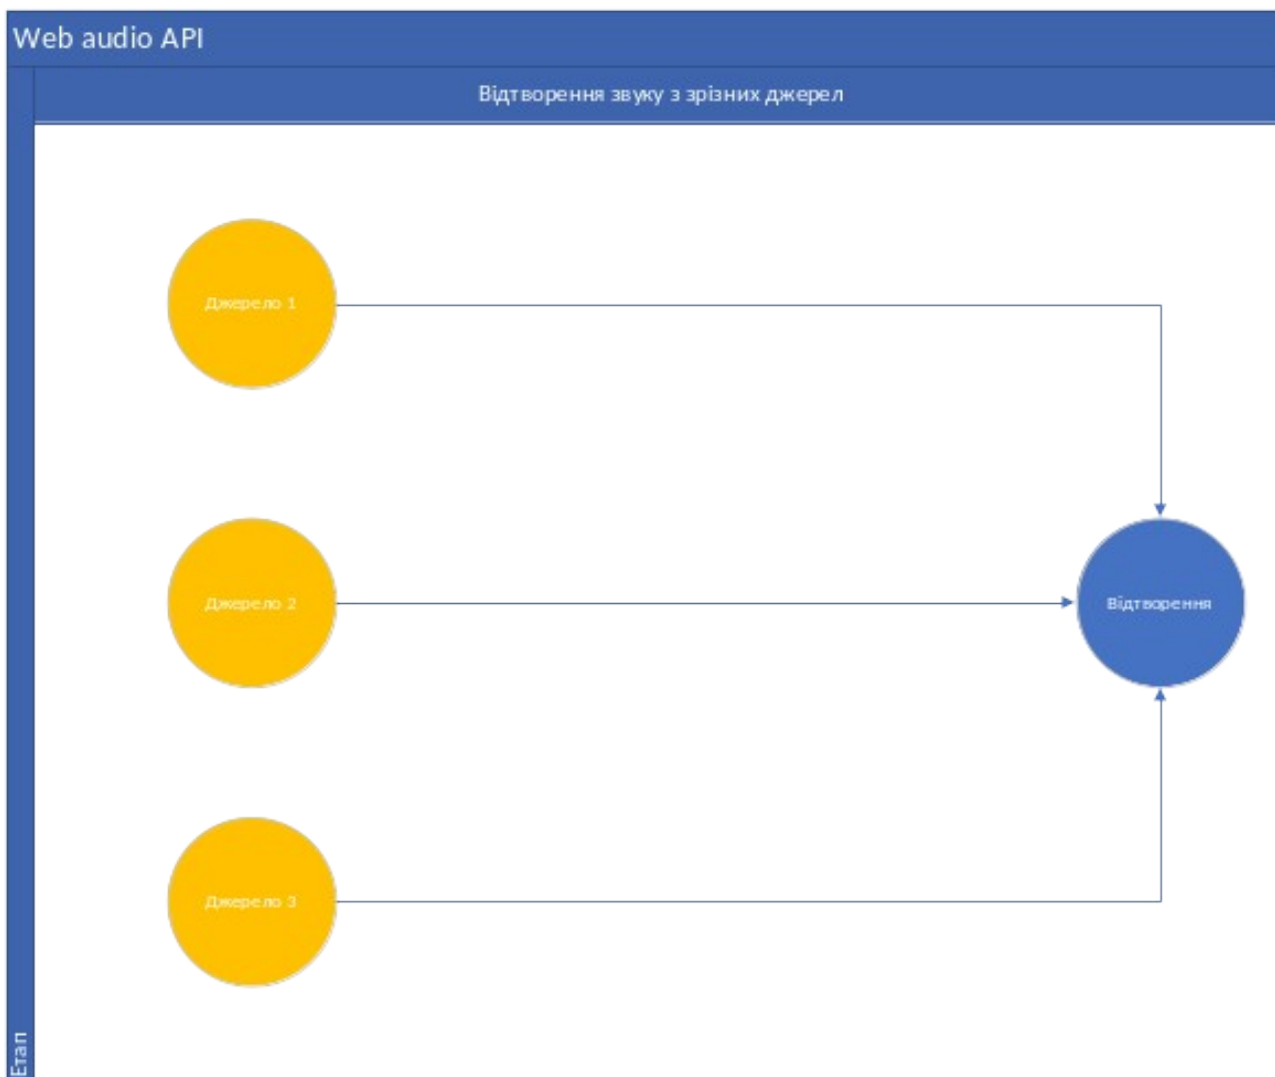 Web audio API
Відтворення звуку з зрізних джерел
Джерело 1
Джерело 2
Відтворення
Джерело 3
Етап